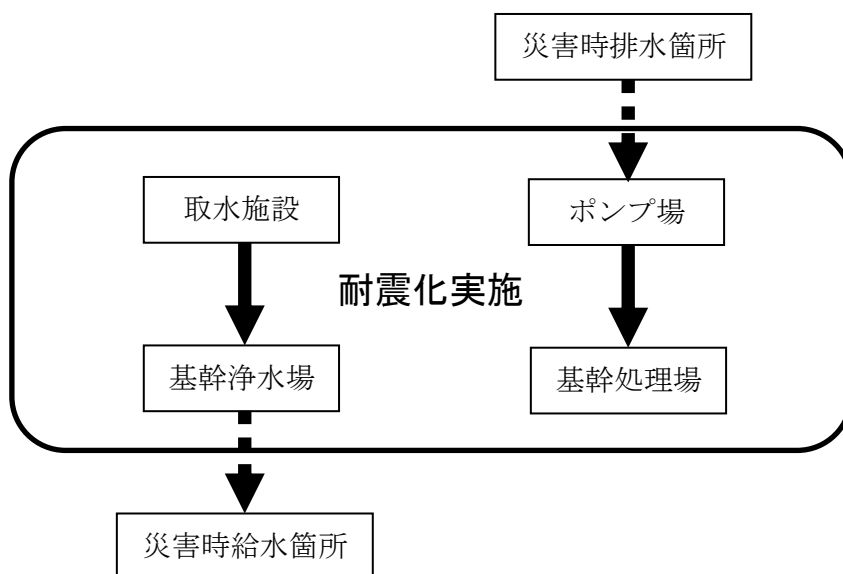 災害時排水箇所
取水施設
ポンプ場
耐震化実施
基幹浄水場
基幹処理場
災害時給水箇所